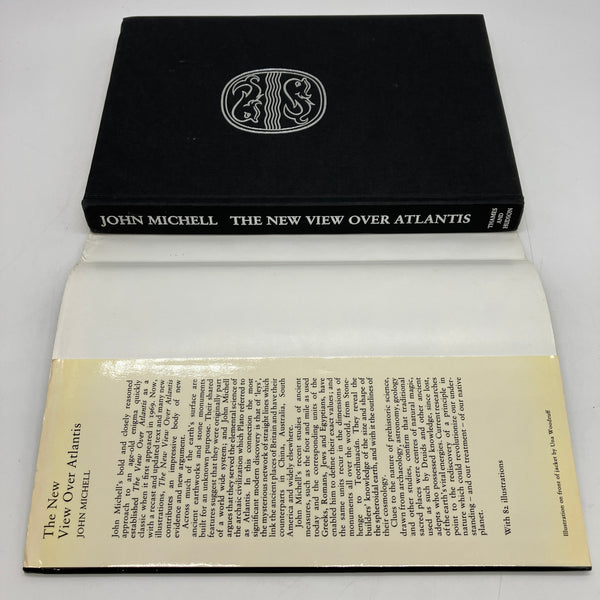 JOHN MICHELL THE NEW VIEW OVER ATLANTIS THAMES AND HUDSON
The New
View Over Atlantis
JOHN MICHELL
John Michell's bold and closely reasoned
approach to an age-old enigma quickly
established The View Over Atlantis as a
classic when it first appeared in 1969. Now,
with a recast and updated text and many new
illustrations, The New View Over Atlantis
contributes an impressive body of new
evidence and new argument.
Across much of the earth's surface are
ancient earthworks and stone monuments
built for an unknown purpose. Their shared
features suggest that they were originally part
of a world wide system; and John Michell
argues that they served the elemental science of
the archaic civilization which Plato referred to
as Atlantis. In this connection the most
significant modern discovery is that of 'leys',
the mysterious network of straight lines which
link the ancient places of Britain and have their
counterparts in China, Australia, South
America and widely elsewhere.
John Michell's recent studies of ancient
measures, such as the foot and mile as used
today and the corresponding units of the
Greeks, Romans, Jews and Egyptians, have
enabled him to define their exact values; and
the same units recur in the dimensions of
monuments all over the world, from Stone-
henge to Teotihuacán. They reveal the
builders' knowledge of the size and shape of
the spheroidal earth, and with it the outlines of
their cosmology.
Clues to the nature of prehistoric science,
drawn from archaeology, astronomy, geology
and other studies, confirm that traditional
sacred places were centres of natural magic,
used as such by Druids and other ancient
adepts who possessed knowledge, since lost,
of the earth's vital energies. Current researches
point to the rediscovery of a principle in
nature which could revolutionize our under-
standing – and our treatment – of our native
planet.
With 82 illustrations
Illustration on front of jacket by Una Woodruff